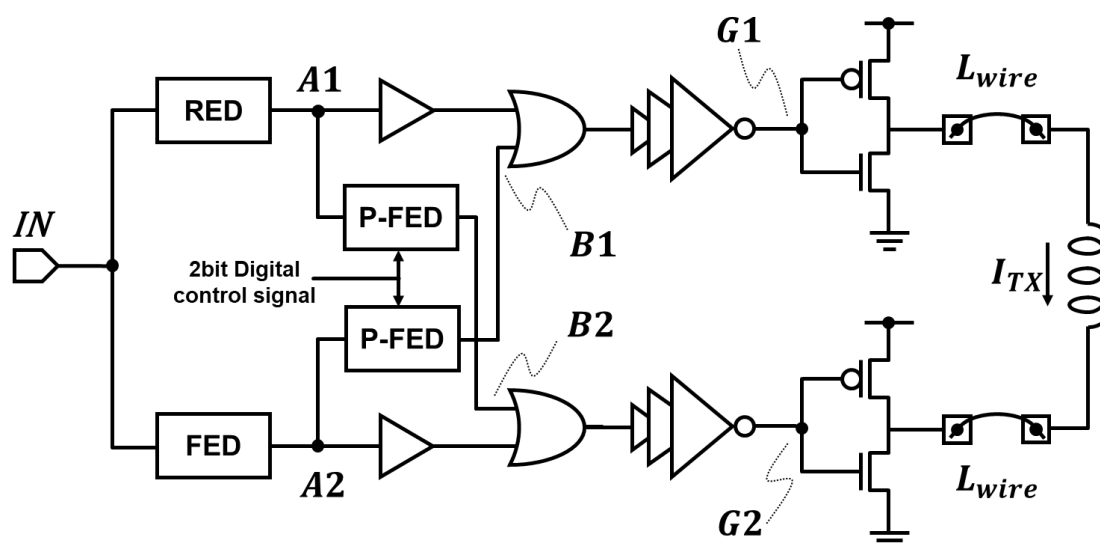 G1
L_wire
A1
RED
IN
P-FED
B1
2bit Digital
control signal
I_TX
P-FED
B2
FED
A2
L_wire
G2